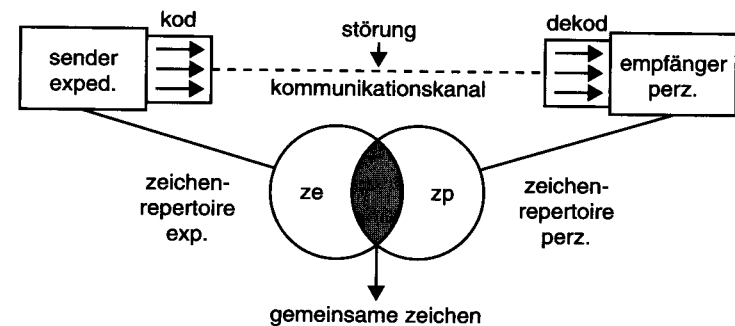 kod
störung
dekod
sender
exped.
kommunikationskanal
empfänger
perz.
ze
zp
zeichen-
repertoire
exp.
zeichen-
repertoire
perz.
gemeinsame zeichen